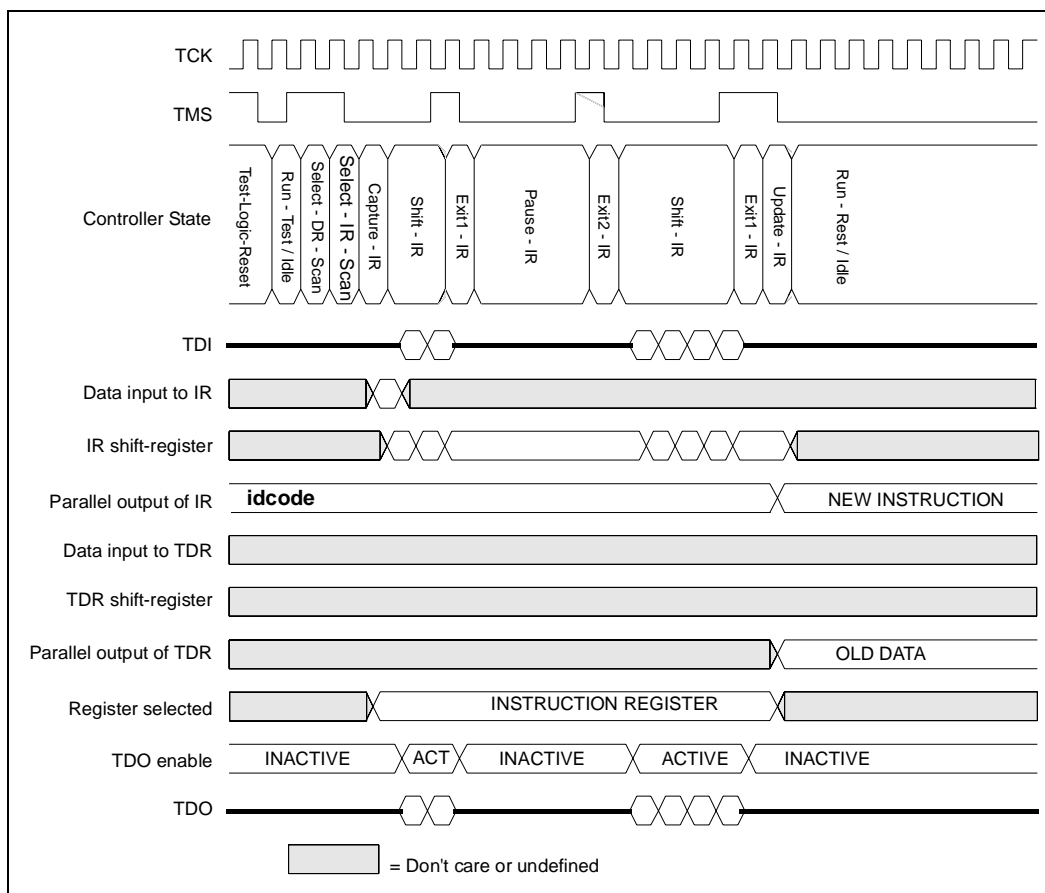 TCK
TMS
Controller State
Test-Logic-Reset
Run - Test / Idle
Select - DR - Scan
Select - IR - Scan
Capture - IR
Shift - IR
Exit1 - IR
Pause - IR
Exit2 - IR
Shift - IR
Exit1 - IR
Update - IR
Run - Rest / Idle
TDI
Data input to IR
IR shift-register
Parallel output of IR
idcode
NEW INSTRUCTION
Data input to TDR
TDR shift-register
Parallel output of TDR
OLD DATA
Register selected
INSTRUCTION REGISTER
TDO enable
INACTIVE
ACT
INACTIVE
ACTIVE
INACTIVE
TDO
= Don't care or undefined